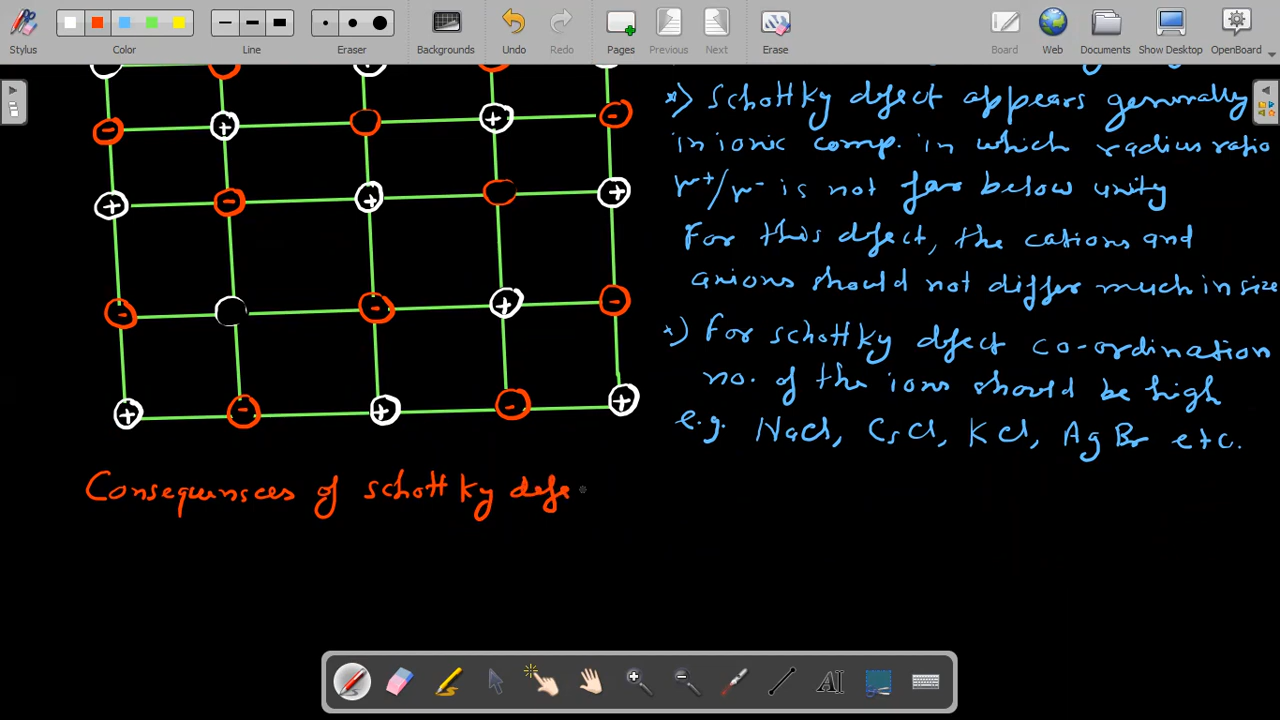 Stylus
Color
Line
Eraser
Backgrounds
Undo
Redo
Pages
Previous
Next
Erase
Board
Web
Documents
Show Desktop
OpenBoard
*) Schottky defect appears generally
in ionic comp. in which radius ratio
r+/r- is not far below unity
For this defect, the cations and
anions should not differ much in size
*) For schottky defect co-ordination
no. of the ions should be high
e.g. NaCl, CsCl, KCl, AgBr etc.
- + + -
+ - + +
- - + -
+ - + - +
Consequences of schottky defe